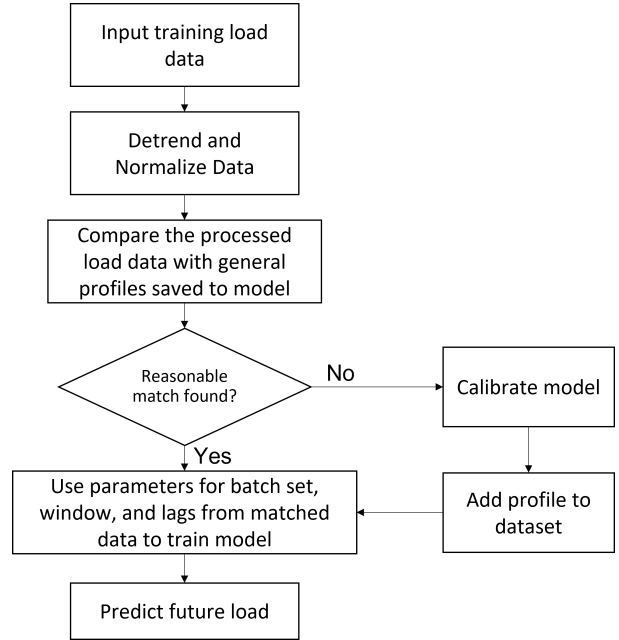 Input training load
data
Detrend and
Normalize Data
Compare the processed
load data with general
profiles saved to model
Reasonable
match found?
No
Calibrate model
Yes
Use parameters for batch set,
window, and lags from matched
data to train model
Add profile to
dataset
Predict future load